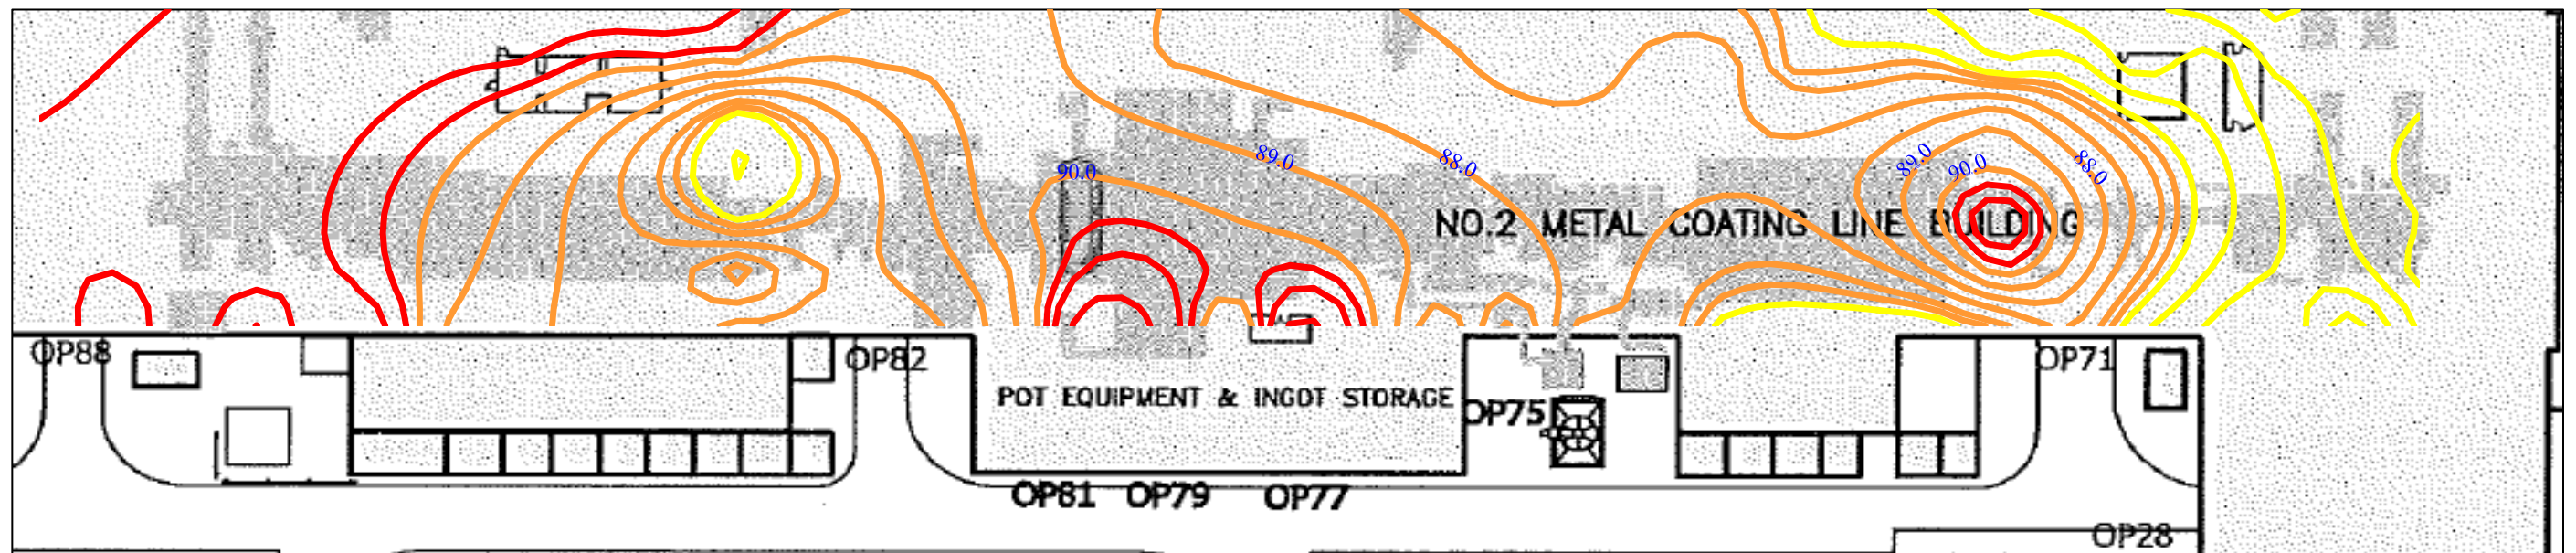 90.0
89.0
88.0
89.0
90.0
88.0
NO.2 METAL COATING LINE BUILDING
OP88
OP82
OP71
POT EQUIPMENT & INGOT STORAGE
OP75
OP81 OP79 OP77
OP28